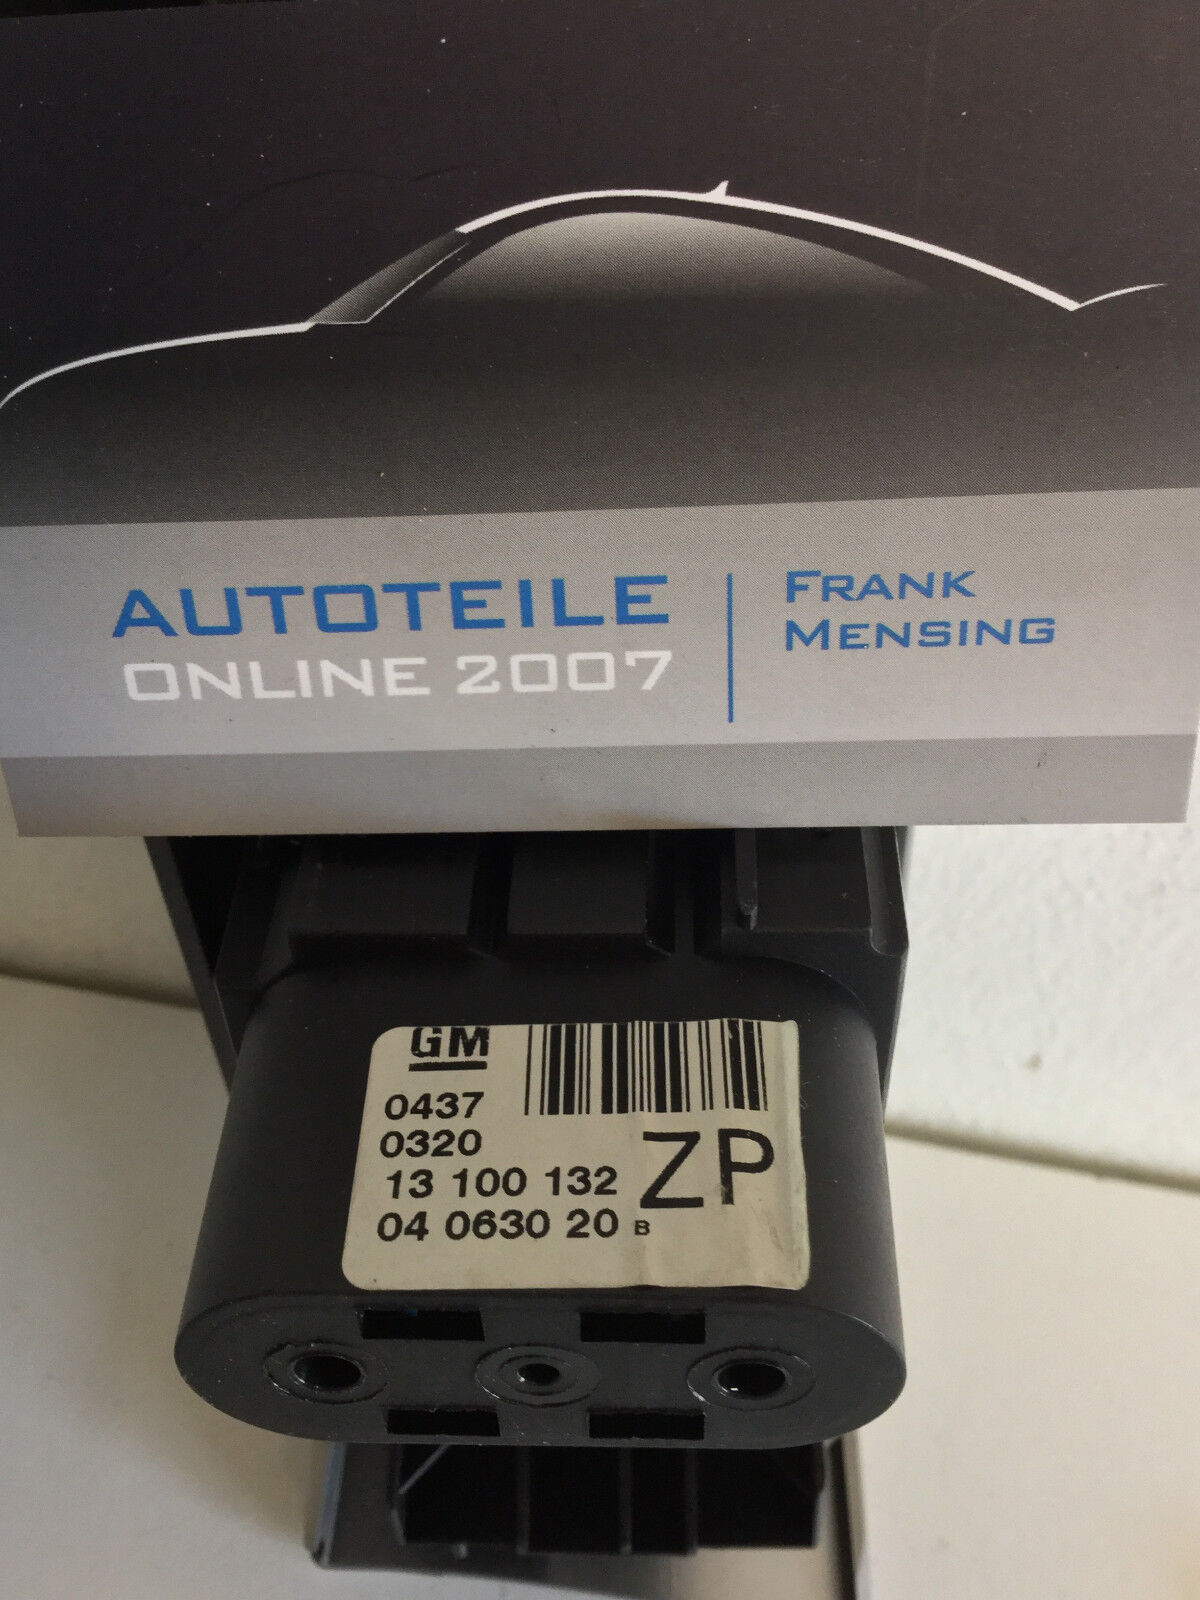 AUTOTEILE
ONLINE 2007
FRANK
MENSING
GM
0437
0320
13 100 132
04 0630 20 B
ZP